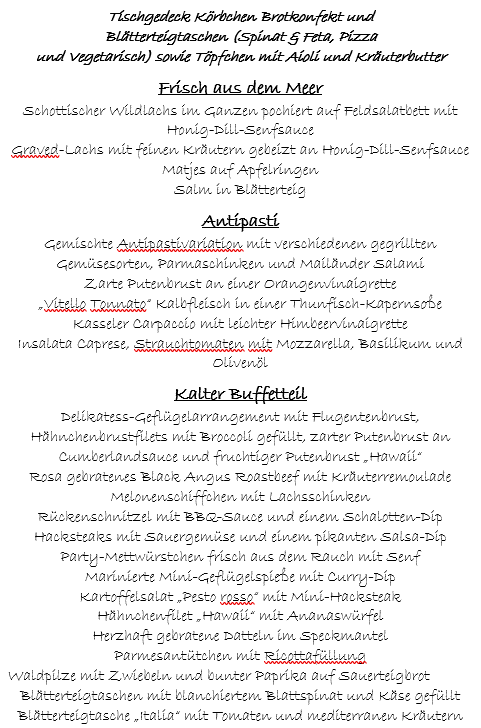 Tischgedeck Körbchen Brotkonfekt und
Blätterteigtaschen (Spinat & Feta, Pizza
und Vegetarisch) sowie Töpfchen mit Aioli und Kräuterbutter
Frisch aus dem Meer
Schottischer Wildlachs im Ganzen pochiert auf Feldsalatbett mit
Honig-Dill-Senfsauce
Graved-Lachs mit feinen Kräutern gebeizt an Honig-Dill-Senfsauce
Matjes auf Apfelringen
Salm in Blätterteig
Antipasti
Gemischte Antipastivariation mit verschiedenen gegrillten
Gemüsesorten, Parmaschinken und Mailänder Salami
Zarte Putenbrust an einer Orangenvinaigrette
„Vitello Tonnato“ Kalbfleisch in einer Thunfisch-Kapernsoße
Kasseler Carpaccio mit leichter Himbeervinaigrette
Insalata Caprese, Strauchtomaten mit Mozzarella, Basilikum und
Olivenöl
Kalter Buffetteil
Delikatess-Geflügelarrangement mit Flugentenbrust,
Hähnchenbrustfilets mit Broccoli gefüllt, zarter Putenbrust an
Cumberlandsauce und fruchtiger Putenbrust „Hawaii“
Rosa gebratenes Black Angus Roastbeef mit Kräuterremoulade
Melonenschiffchen mit Lachsschinken
Rückenschnitzel mit BBQ-Sauce und einem Schalotten-Dip
Hacksteaks mit Sauergemüse und einem pikanten Salsa-Dip
Party-Mettwürstchen frisch aus dem Rauch mit Senf
Marinierte Mini-Geflügelspieße mit Curry-Dip
Kartoffelsalat „Pesto rosso“ mit Mini-Hacksteak
Hähnchenfilet „Hawaii“ mit Ananaswürfel
Herzhaft gebratene Datteln im Speckmantel
Parmesantütchen mit Ricottafüllung
Waldpilze mit Zwiebeln und bunter Paprika auf Sauerteigbrot
Blätterteigtaschen mit blanchiertem Blattspinat und Käse gefüllt
Blätterteigtasche „Italia“ mit Tomaten und mediterranen Kräutern